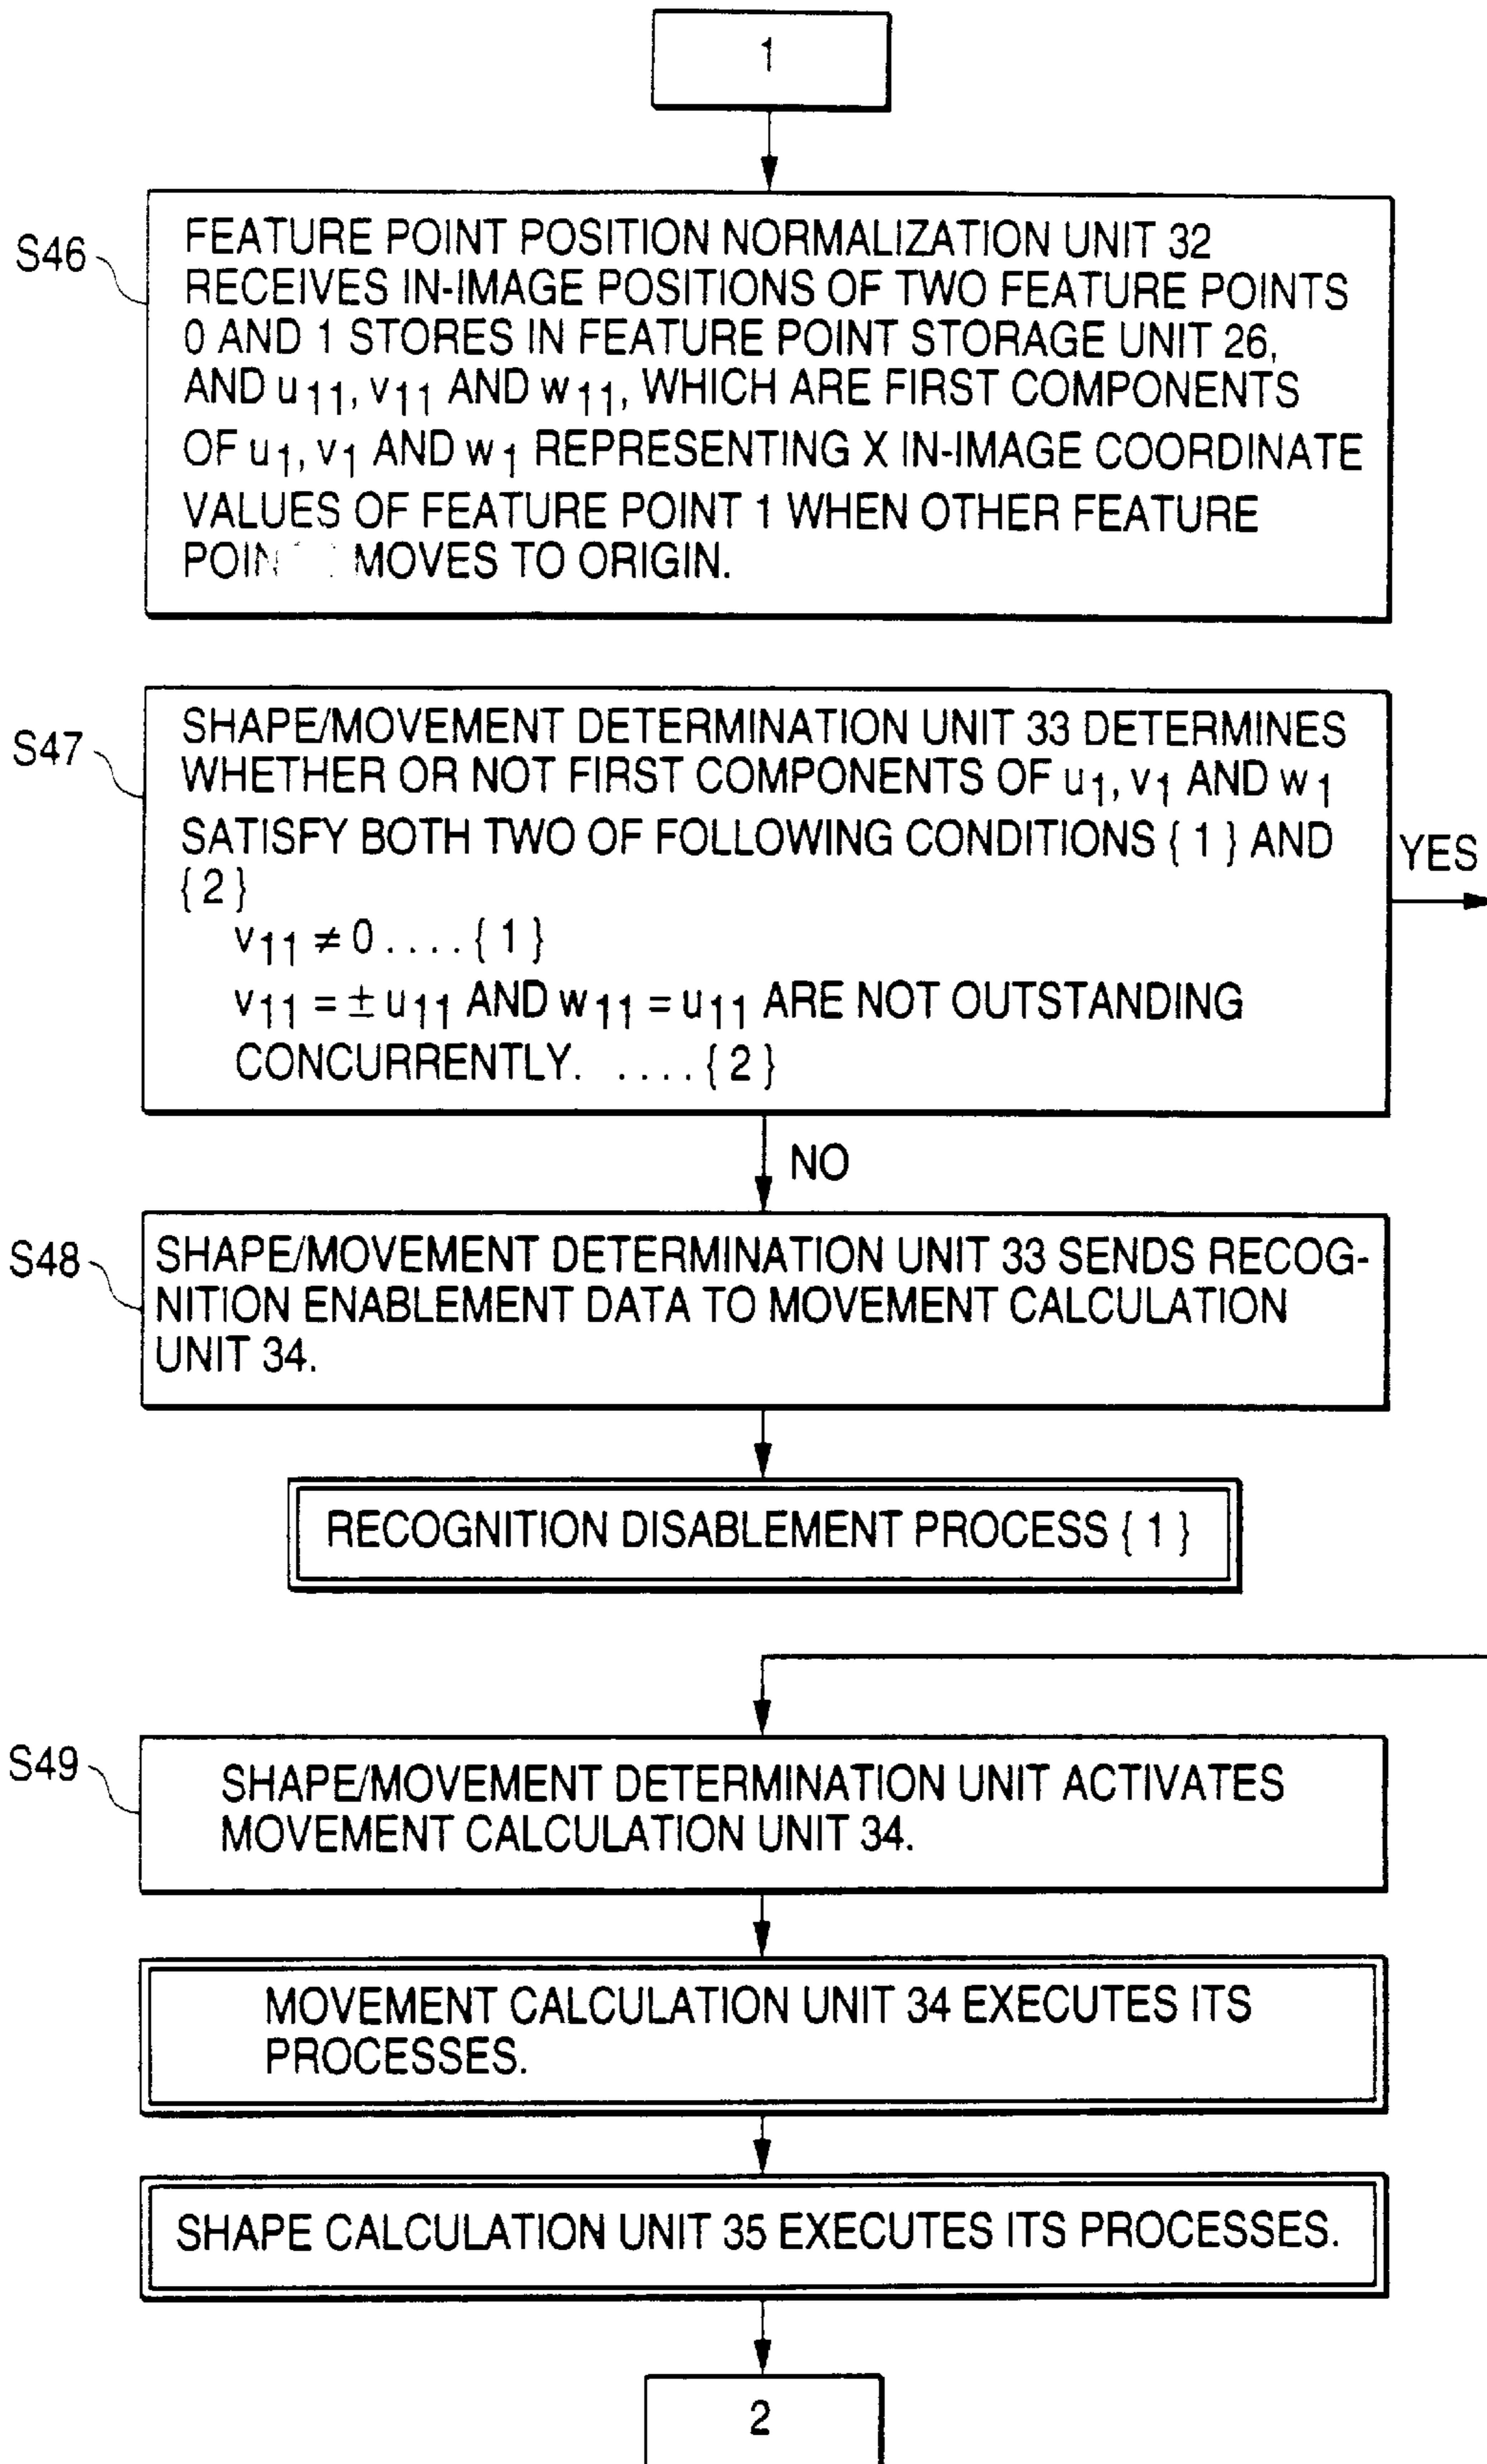 1
S46
FEATURE POINT POSITION NORMALIZATION UNIT 32
RECEIVES IN-IMAGE POSITIONS OF TWO FEATURE POINTS
0 AND 1 STORES IN FEATURE POINT STORAGE UNIT 26,
AND u11, v11 AND w11, WHICH ARE FIRST COMPONENTS
OF u1, v1 AND w1 REPRESENTING X IN-IMAGE COORDINATE
VALUES OF FEATURE POINT 1 WHEN OTHER FEATURE
MOVES TO ORIGIN.
S47
SHAPE/MOVEMENT DETERMINATION UNIT 33 DETERMINES
WHETHER OR NOT FIRST COMPONENTS OF u1, v1 AND w1
SATISFY BOTH TWO OF FOLLOWING CONDITIONS { 1 } AND
{ 2 }
v11 ≠ 0 . . . . { 1 }
v11 = ± u11 AND w11 = u11 ARE NOT OUTSTANDING
CONCURRENTLY. . . . . { 2 }
YES
NO
S48
SHAPE/MOVEMENT DETERMINATION UNIT 33 SENDS RECOG-
NITION ENABLEMENT DATA TO MOVEMENT CALCULATION
UNIT 34.
RECOGNITION DISABLEMENT PROCESS { 1 }
S49
SHAPE/MOVEMENT DETERMINATION UNIT ACTIVATES
MOVEMENT CALCULATION UNIT 34.
MOVEMENT CALCULATION UNIT 34 EXECUTES ITS
PROCESSES.
SHAPE CALCULATION UNIT 35 EXECUTES ITS PROCESSES.
2